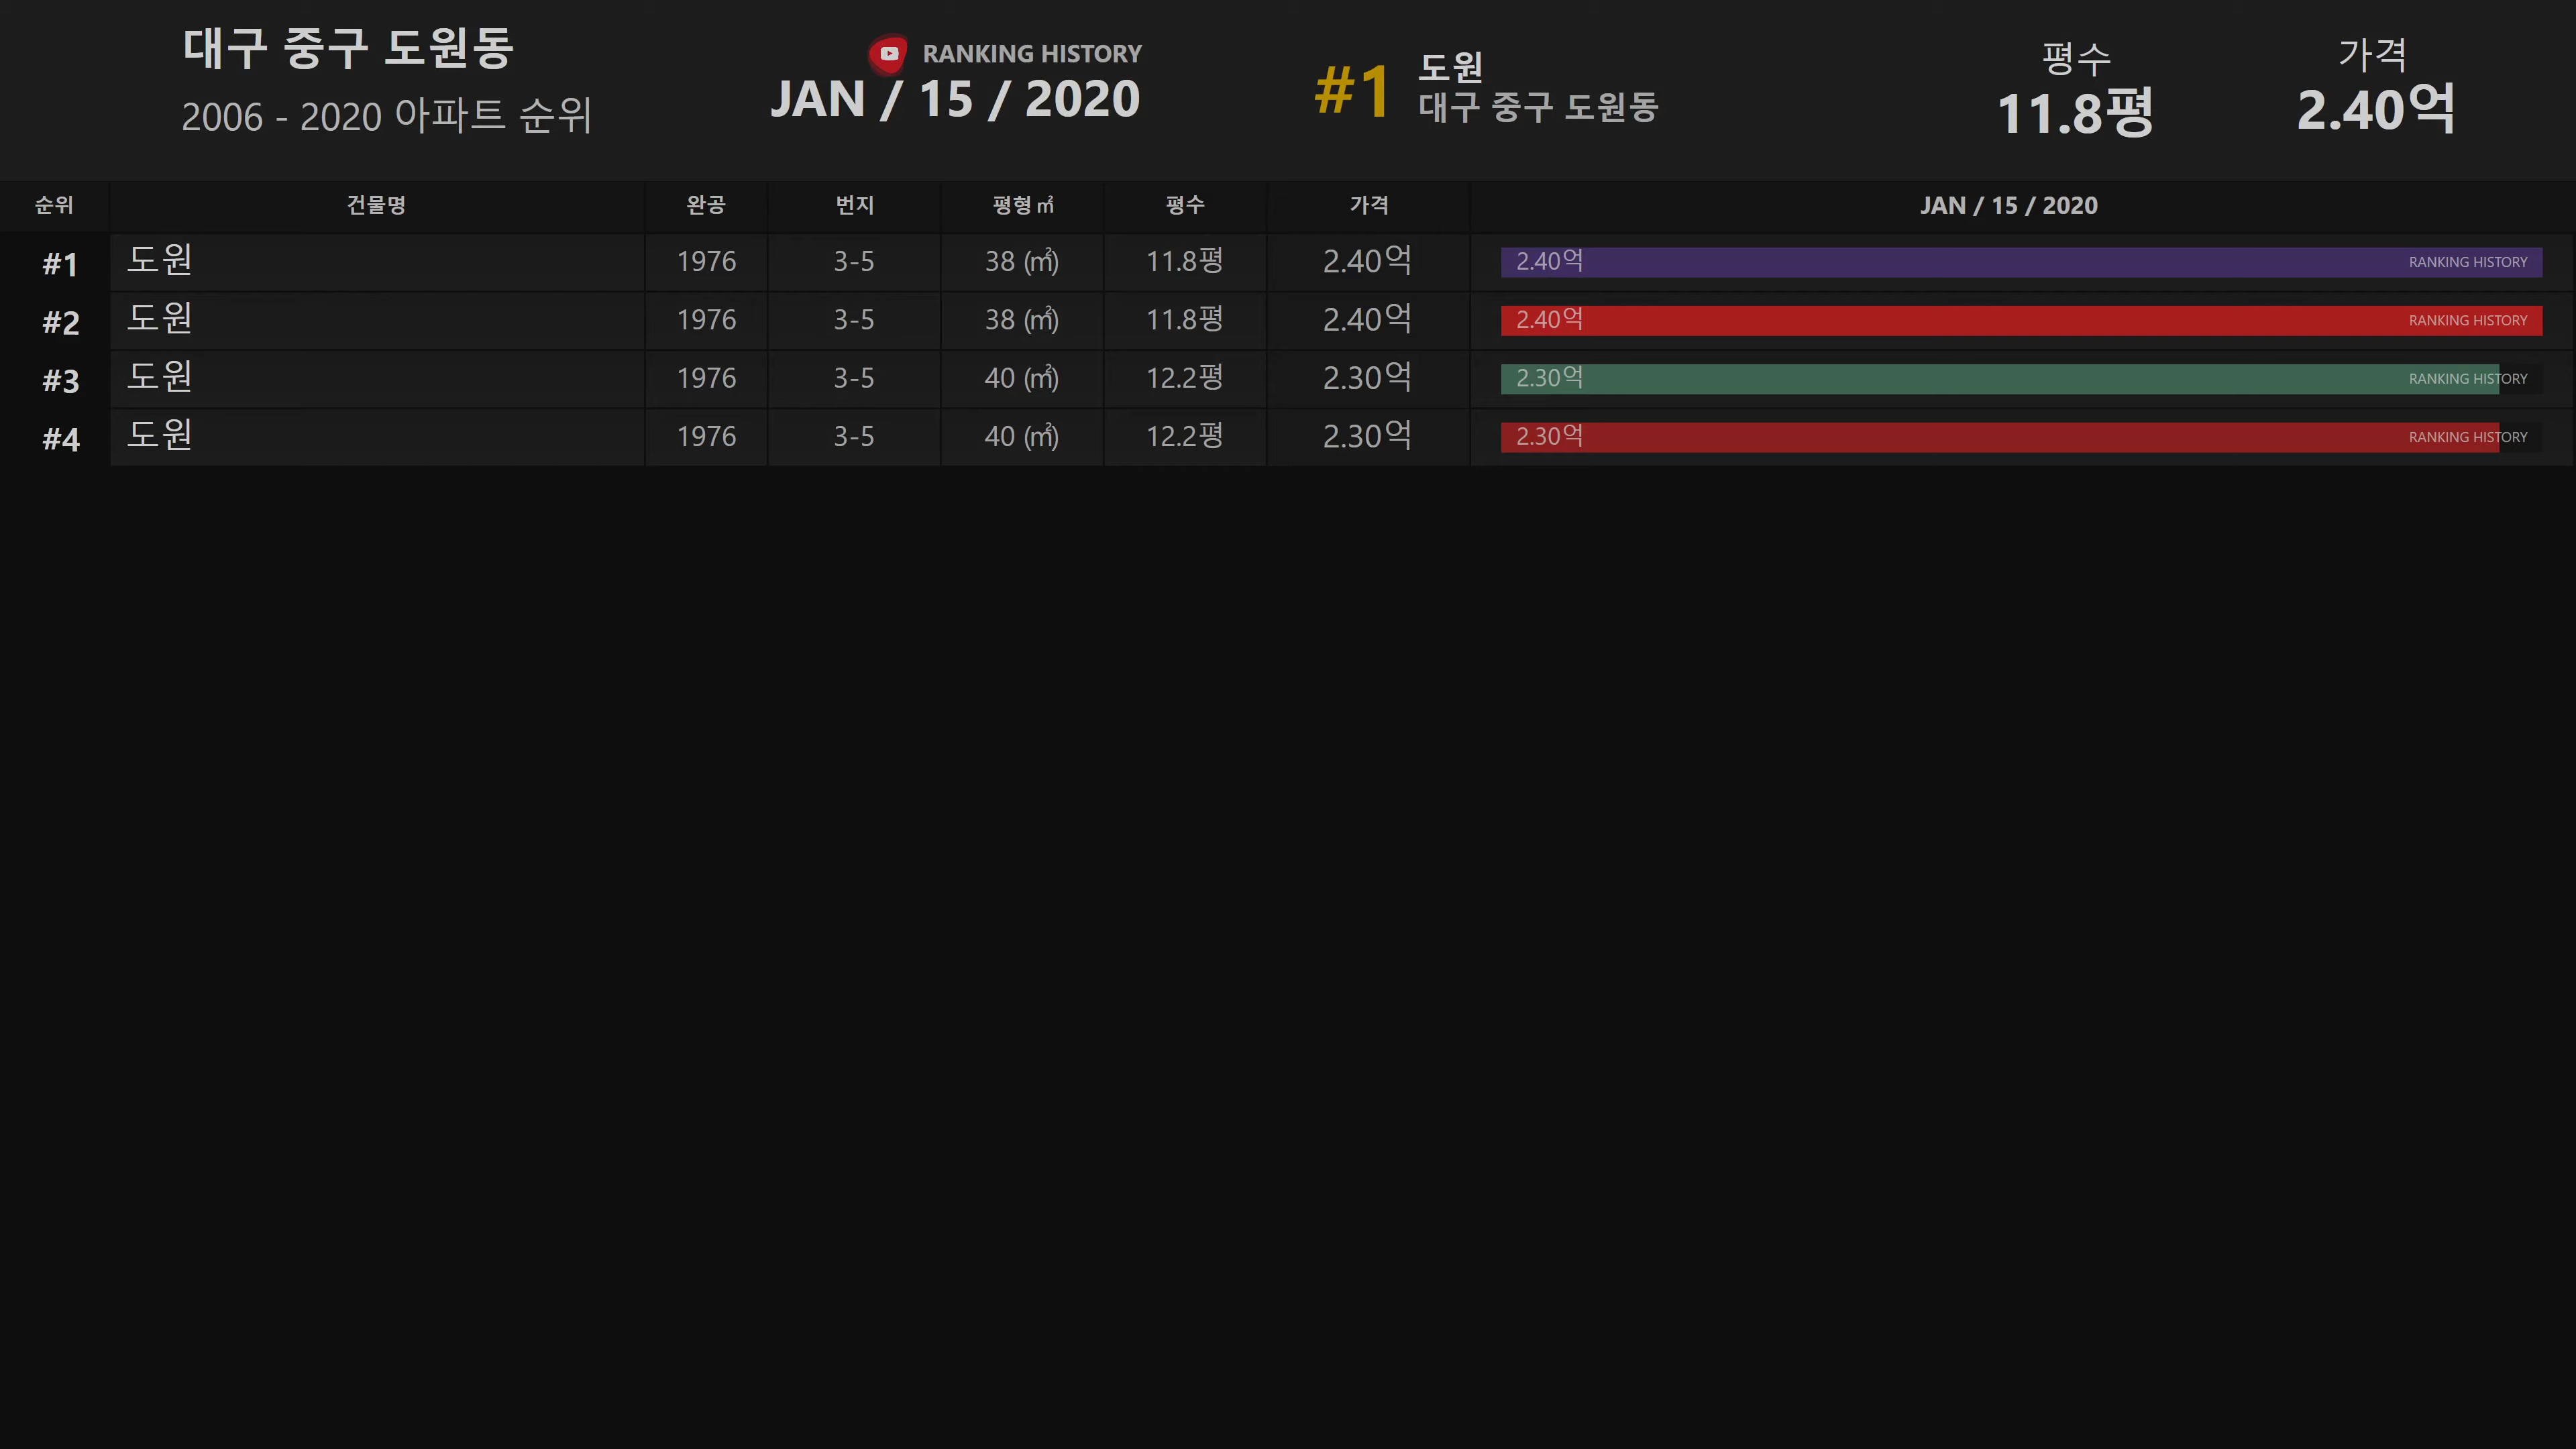 대구 중구 도원동
2006 - 2020 아파트 순위
RANKING HISTORY
JAN / 15 / 2020
#1 도원
대구 중구 도원동
평수
11.8평
가격
2.40억
순위 건물명 완공 번지 평형㎡ 평수 가격 JAN / 15 / 2020
#1 도원 1976 3-5 38 (㎡) 11.8평 2.40억 2.40억 RANKING HISTORY
#2 도원 1976 3-5 38 (㎡) 11.8평 2.40억 2.40억 RANKING HISTORY
#3 도원 1976 3-5 40 (㎡) 12.2평 2.30억 2.30억 RANKING HISTORY
#4 도원 1976 3-5 40 (㎡) 12.2평 2.30억 2.30억 RANKING HISTORY